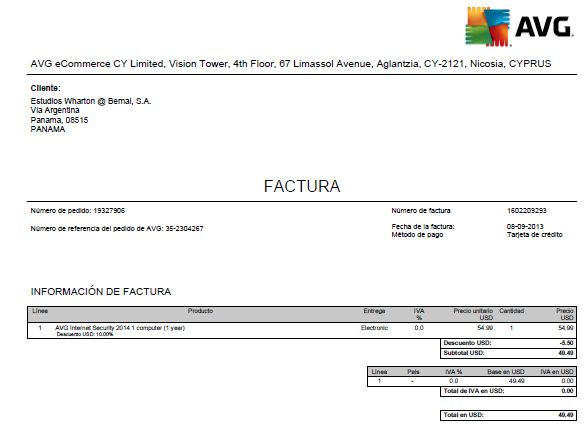 AVG.
AVG eCommerce CY Limited, Vision Tower, 4th Floor, 67 Limassol Avenue, Aglantzia, CY-2121, Nicosia, CYPRUS
Cliente:
Estudios Wharton @ Bernal, S.A.
Via Argentina
Panama, 08515
PANAMA
FACTURA
Número de pedido: 19327906 Número de factura 1602209293
Número de referencia del pedido de AVG: 35-2304267 Fecha de la factura: 08-09-2013
Método de pago Tarjeta de crédito
INFORMACIÓN DE FACTURA
Línea Producto Entrega IVA % Precio unitario USD Cantidad Precio USD
1 AVG Internet Security 2014 1 computer (1 year) Electronic 0.0 54.99 1 54.99
Descuento USD: 10.00%
Descuento USD: -5.50
Subtotal USD: 49.49
Línea País IVA % Base en USD IVA en USD
1 - 0.0 49.49 0.00
Total de IVA en USD: 0.00
Total en USD: 49.49